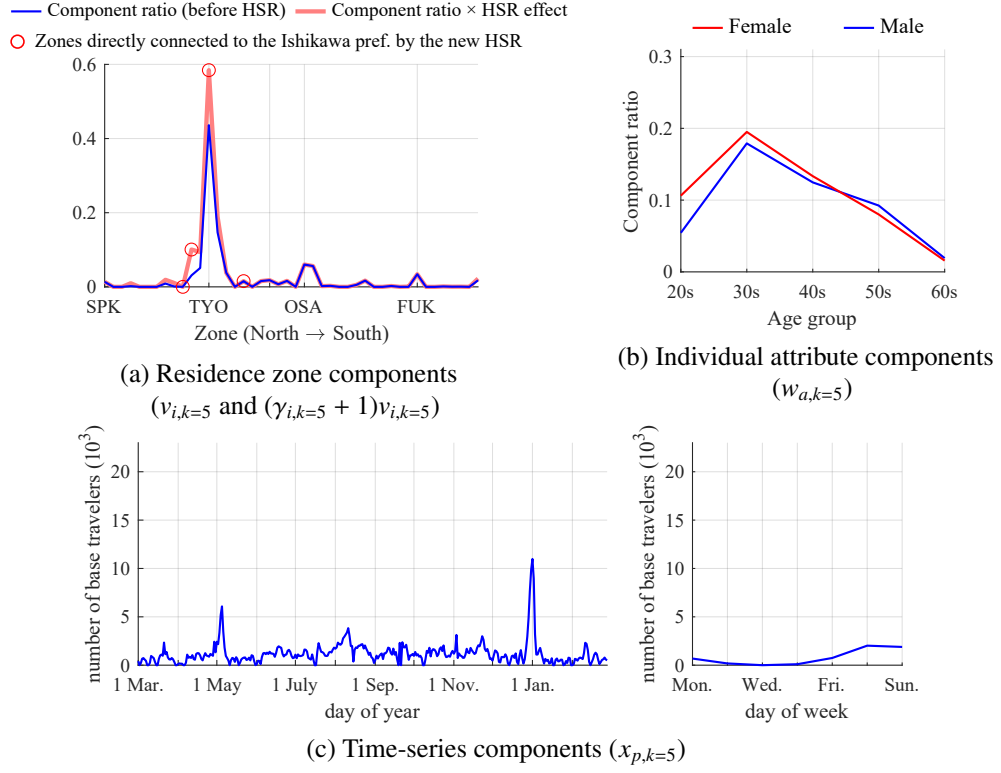 Component ratio (before HSR) Component ratio × HSR effect
Zones directly connected to the Ishikawa pref. by the new HSR
0.6
0.4
0.2
0
SPK TYO OSA FUK
Zone (North → South)
(a) Residence zone components
(v_{i,k=5} and (γ_{i,k=5} + 1)v_{i,k=5})
Female Male
Component ratio
0.3
0.2
0.1
0
20s 30s 40s 50s 60s
Age group
(b) Individual attribute components
(w_{a,k=5})
number of base travelers (10^3)
20
15
10
5
0
1 Mar. 1 May 1 July 1 Sep. 1 Nov. 1 Jan.
day of year
number of base travelers (10^3)
20
15
10
5
0
Mon. Wed. Fri. Sun.
day of week
(c) Time-series components (x_{p,k=5})